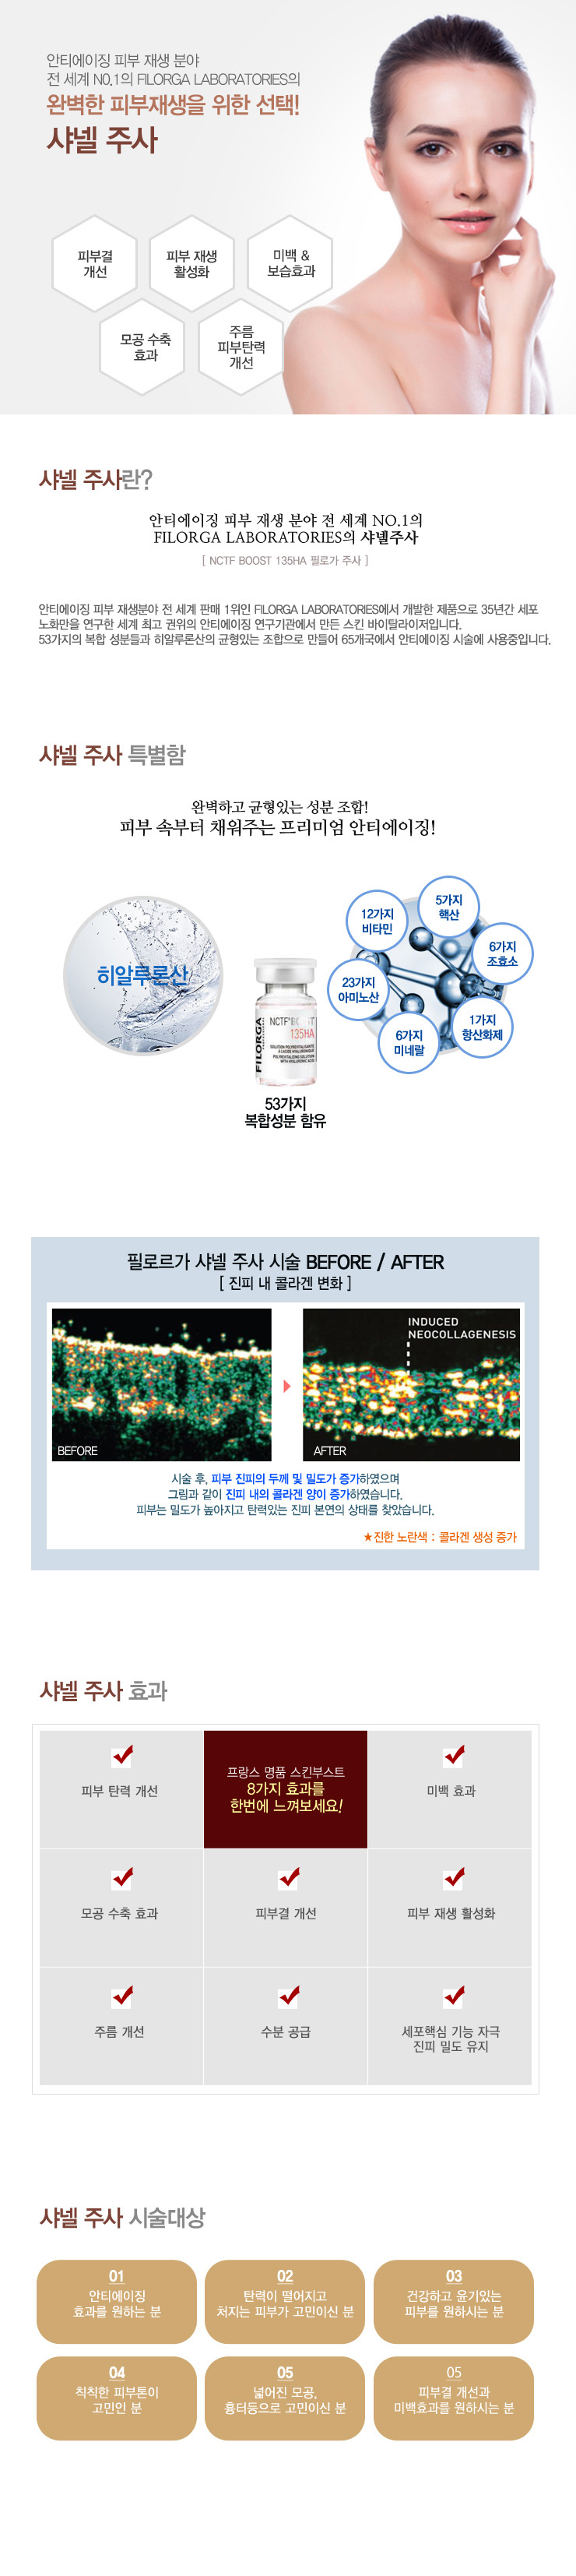 안티에이징 피부 재생 분야
전 세계 NO.1의 FILORGA LABORATORIES의
완벽한 피부재생을 위한 선택!
샤넬 주사
피부결
개선
피부 재생
활성화
미백 &
보습효과
모공 수축
효과
주름
피부탄력
개선
샤넬 주사란?
안티에이징 피부 재생 분야 전 세계 NO.1의
FILORGA LABORATORIES의 샤넬주사
[ NCTF BOOST 135HA 필로가 주사 ]
안티에이징 피부 재생분야 전 세계 판매 1위인 FILORGA LABORATORIES에서 개발한 제품으로 35년간 세포
노화만을 연구한 세계 최고 권위의 안티에이징 연구기관에서 만든 스킨 바이탈라이저입니다.
53가지의 복합 성분들과 히알루론산의 균형있는 조합으로 만들어 65개국에서 안티에이징 시술에 사용중입니다.
샤넬 주사 특별함
완벽하고 균형있는 성분 조합!
피부 속부터 채워주는 프리미엄 안티에이징!
히알루론산
12가지
비타민
5가지
핵산
6가지
조효소
23가지
아미노산
1가지
항산화제
6가지
미네랄
FILORGA
NCTF BOOST
135HA
SOLUTION POLYREVITALISANTE
À L'ACIDE HYALURONIQUE
POLYREVITALIZING SOLUTION
WITH HYALURONIC ACID
53가지
복합성분 함유
필로르가 샤넬 주사 시술 BEFORE / AFTER
[ 진피 내 콜라겐 변화 ]
INDUCED
NEOCOLLAGENESIS
BEFORE
AFTER
시술 후, 피부 진피의 두께 및 밀도가 증가하였으며
그림과 같이 진피 내의 콜라겐 양이 증가하였습니다.
피부는 밀도가 높아지고 탄력있는 진피 본연의 상태를 찾았습니다.
★진한 노란색 : 콜라겐 생성 증가
샤넬 주사 효과
피부 탄력 개선
프랑스 명품 스킨부스트
8가지 효과를
한번에 느껴보세요!
미백 효과
모공 수축 효과
피부결 개선
피부 재생 활성화
주름 개선
수분 공급
세포핵심 기능 자극
진피 밀도 유지
샤넬 주사 시술대상
01
안티에이징
효과를 원하는 분
02
탄력이 떨어지고
처지는 피부가 고민이신 분
03
건강하고 윤기있는
피부를 원하시는 분
04
칙칙한 피부톤이
고민인 분
05
넓어진 모공,
흉터등으로 고민이신 분
05
피부결 개선과
미백효과를 원하시는 분